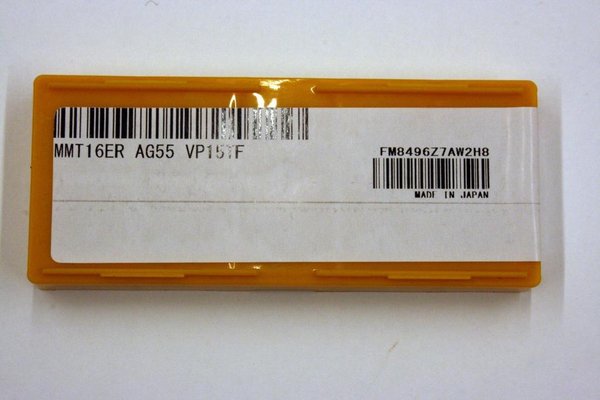 MMT16ER AG55 VP15TF
FM8496Z7AW2H8
MADE IN JAPAN